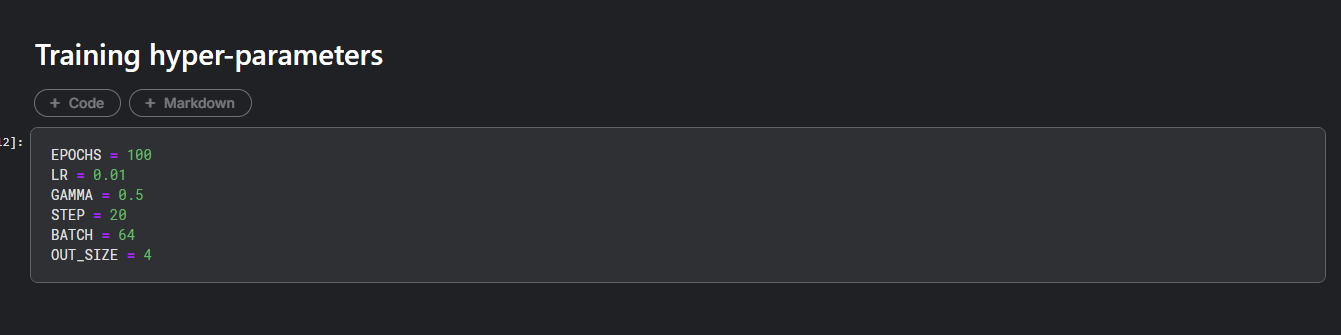 Training hyper-parameters
+ Code + Markdown
12]:
EPOCHS = 100
LR = 0.01
GAMMA = 0.5
STEP = 20
BATCH = 64
OUT_SIZE = 4